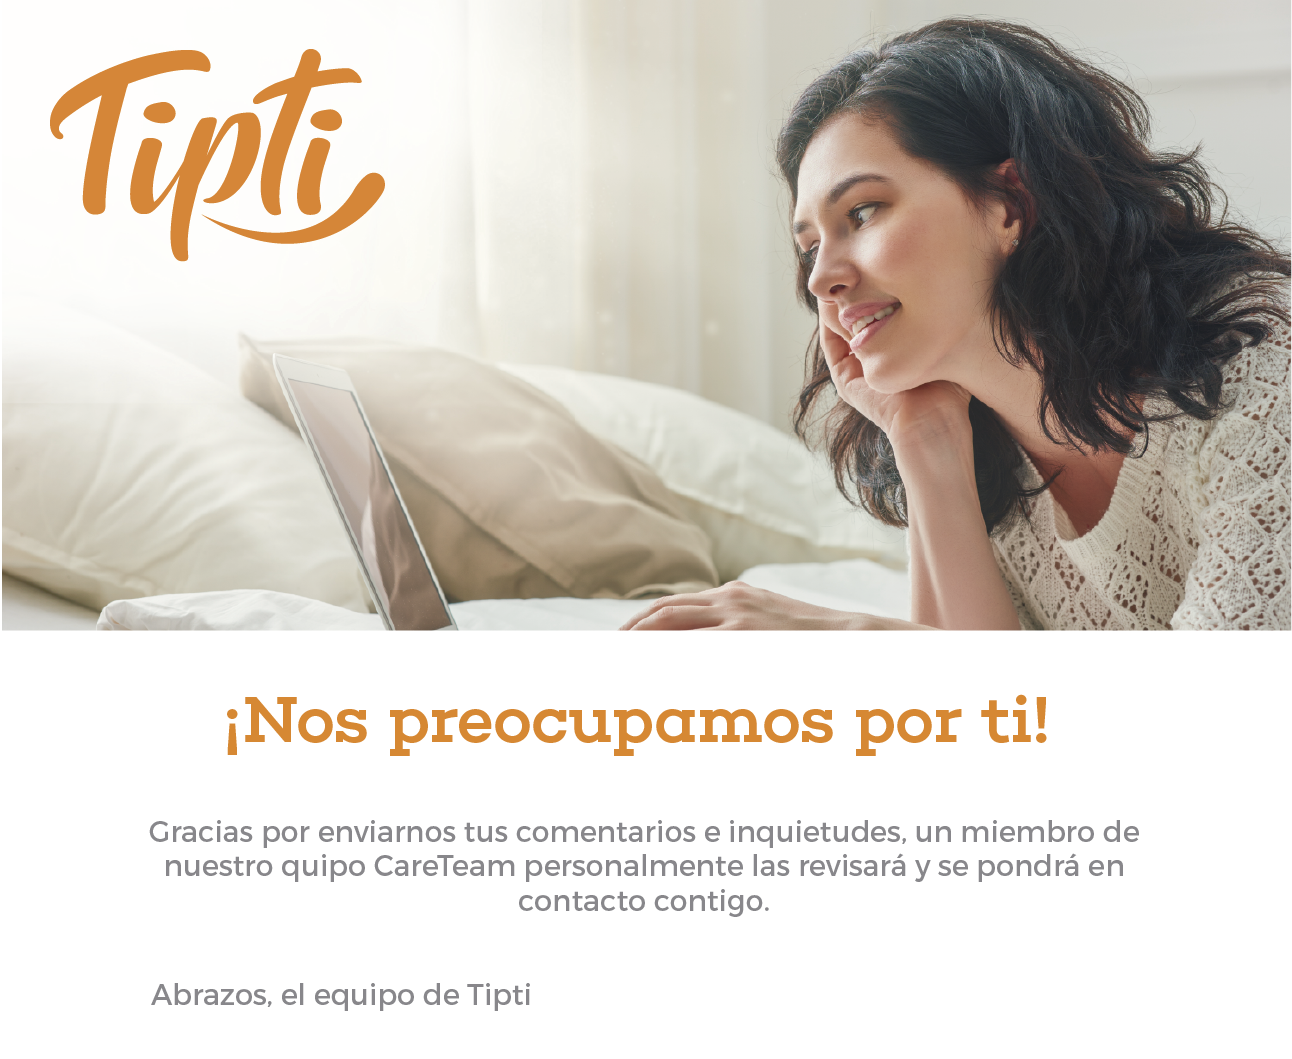 Tipti
¡Nos preocupamos por ti!
Gracias por enviarnos tus comentarios e inquietudes, un miembro de
nuestro quipo CareTeam personalmente las revisará y se pondrá en
contacto contigo.
Abrazos, el equipo de Tipti